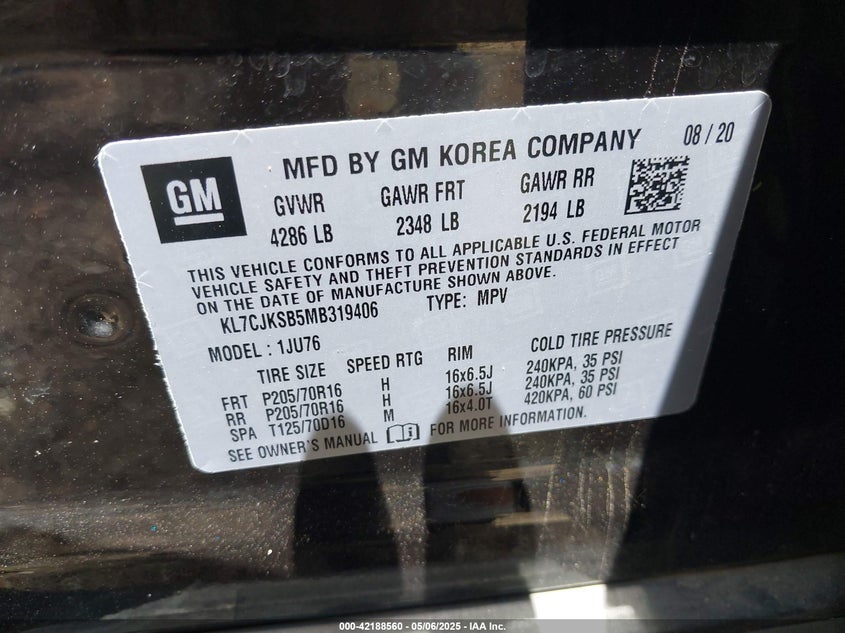 GM
MFD BY GM KOREA COMPANY 08 / 20
GVWR GAWR FRT GAWR RR
4286 LB 2348 LB 2194 LB
THIS VEHICLE CONFORMS TO ALL APPLICABLE U.S. FEDERAL MOTOR
VEHICLE SAFETY AND THEFT PREVENTION STANDARDS IN EFFECT
ON THE DATE OF MANUFACTURE SHOWN ABOVE.
KL7CJKSB5MB319406 TYPE: MPV
MODEL : 1JU76
TIRE SIZE SPEED RTG RIM COLD TIRE PRESSURE
FRT P205/70R16 H 16x6.5J 240KPA, 35 PSI
RR P205/70R16 H 16x6.5J 240KPA, 35 PSI
SPA T125/70D16 M 16x4.0T 420KPA, 60 PSI
SEE OWNER'S MANUAL FOR MORE INFORMATION.
000-42188560 - 05/06/2025 - IAA Inc.